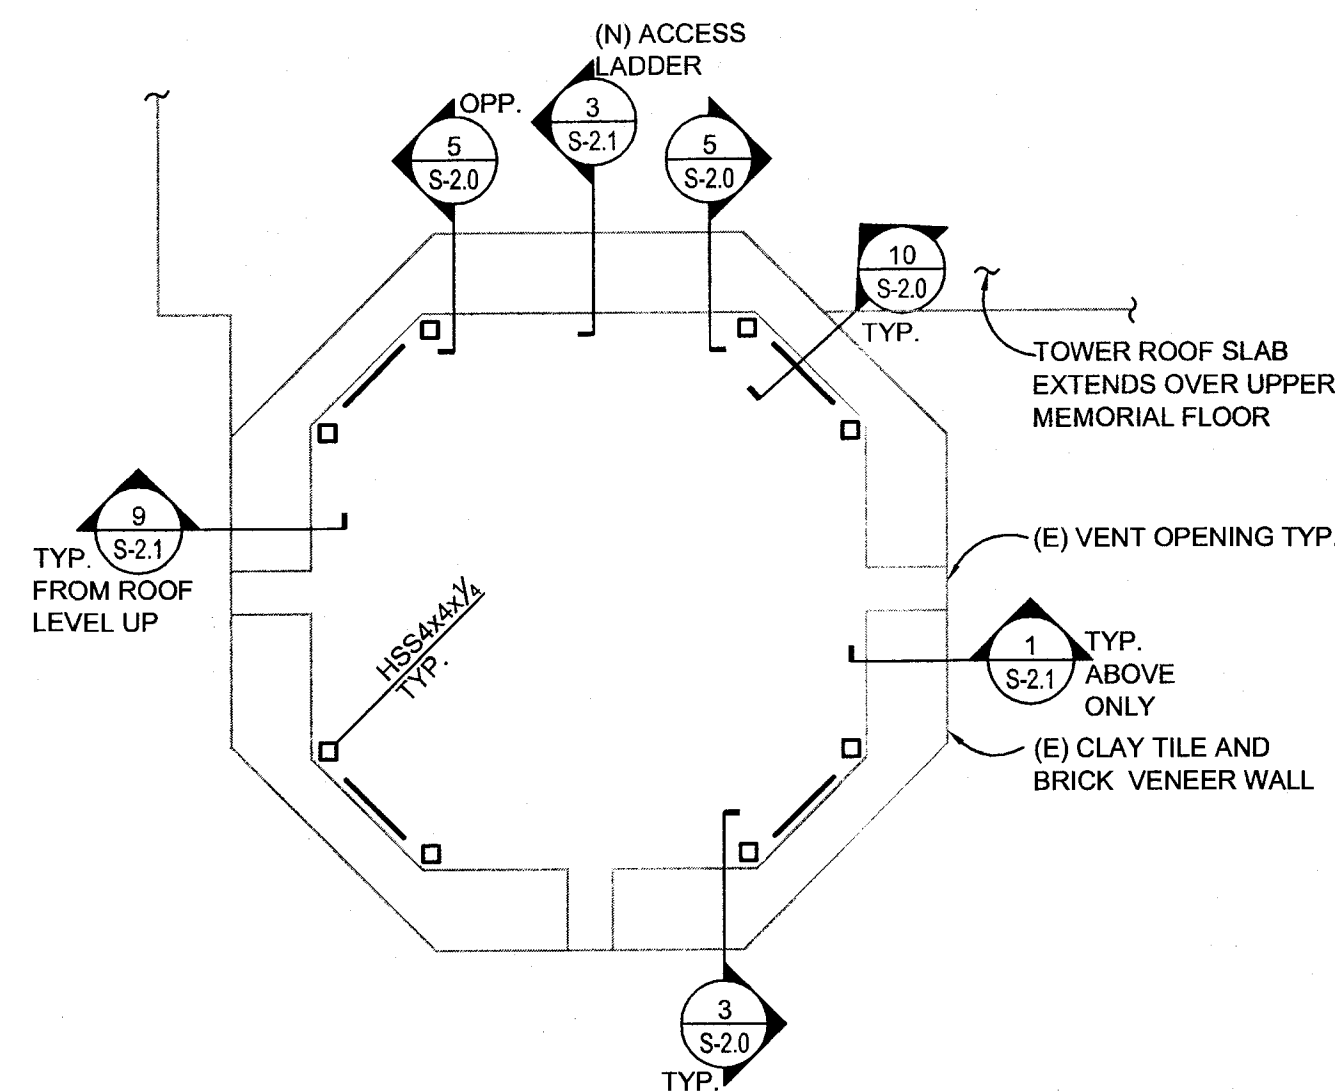 (N) ACCESS
LADDER
OPP.
5
S-2.0
3
S-2.1
5
S-2.0
10
S-2.0
TYP.
TOWER ROOF SLAB
EXTENDS OVER UPPER
MEMORIAL FLOOR
9
S-2.1
TYP.
FROM ROOF
LEVEL UP
(E) VENT OPENING TYP.
HSS4x4x1/4
TYP.
1
S-2.1
TYP.
ABOVE
ONLY
(E) CLAY TILE AND
BRICK VENEER WALL
3
S-2.0
TYP.